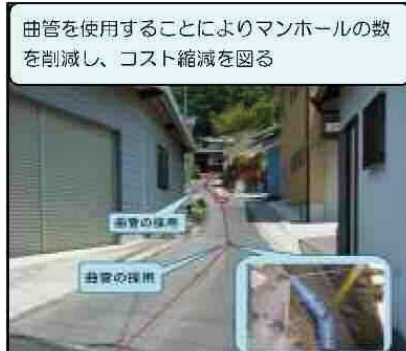 曲管を使用することによりマンホールの数
を削減し、コスト縮減を図る
曲管の採用
曲管の採用